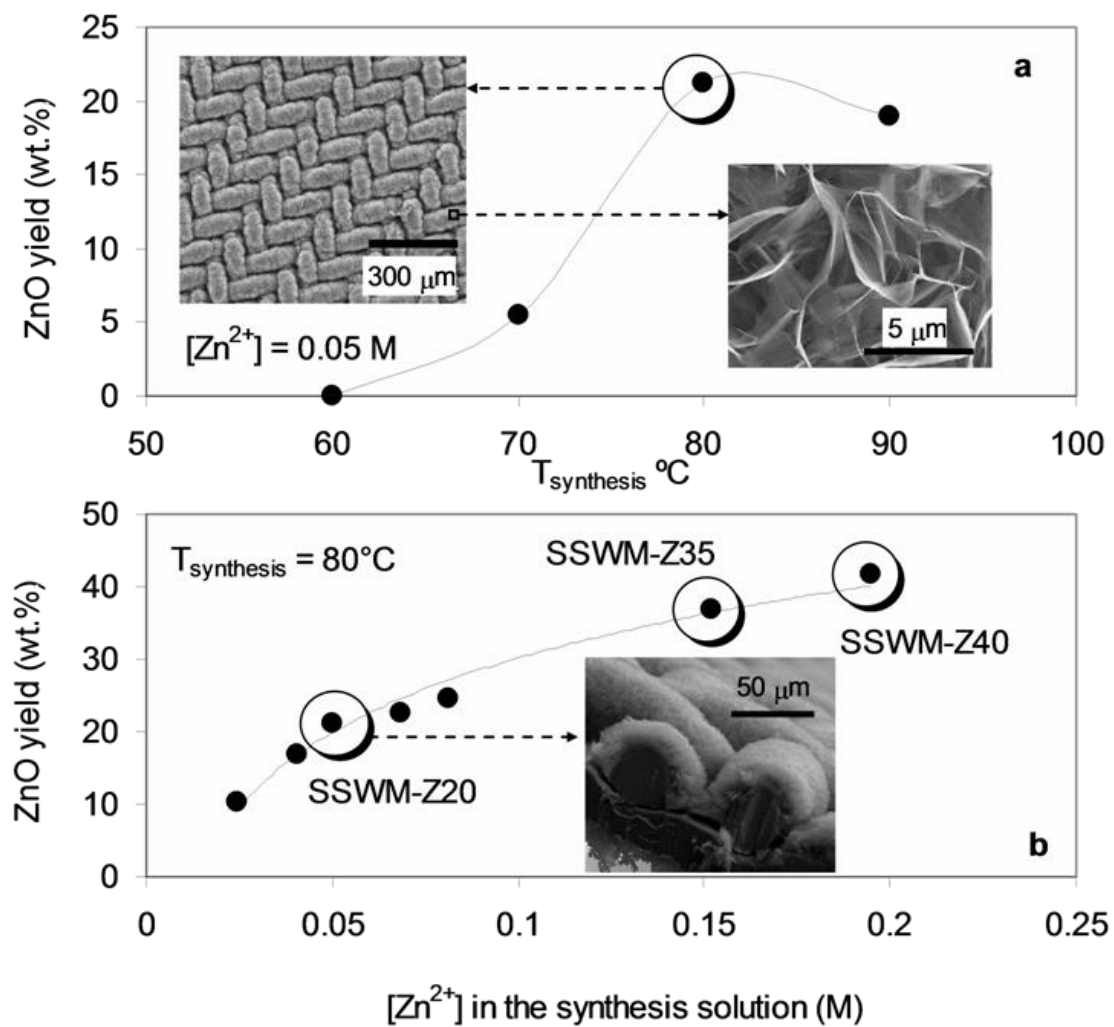 25
20
15
10
5
0
ZnO yield (wt.%)
a
300 μm
5 μm
[Zn²⁺] = 0.05 M
50
60
70
80
90
100
T_synthesis ºC
50
40
30
20
10
0
ZnO yield (wt.%)
T_synthesis = 80°C
SSWM-Z35
SSWM-Z40
SSWM-Z20
50 μm
b
0
0.05
0.1
0.15
0.2
0.25
[Zn²⁺] in the synthesis solution (M)